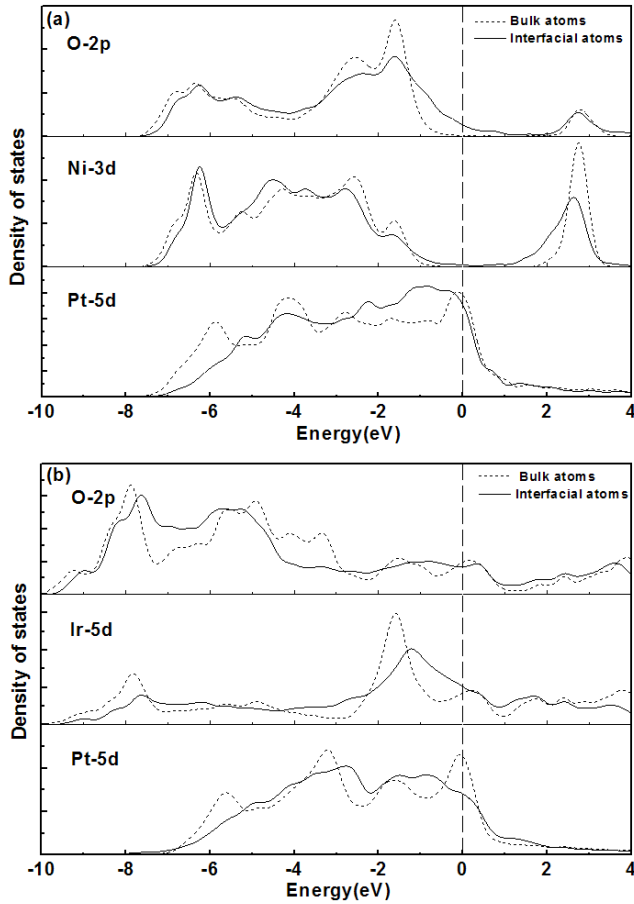 (a)
O-2p
Bulk atoms
Interfacial atoms
Ni-3d
Density of states
Pt-5d
-10 -8 -6 -4 -2 0 2 4
Energy(eV)
(b)
O-2p
Bulk atoms
Interfacial atoms
Ir-5d
Density of states
Pt-5d
-10 -8 -6 -4 -2 0 2 4
Energy(eV)